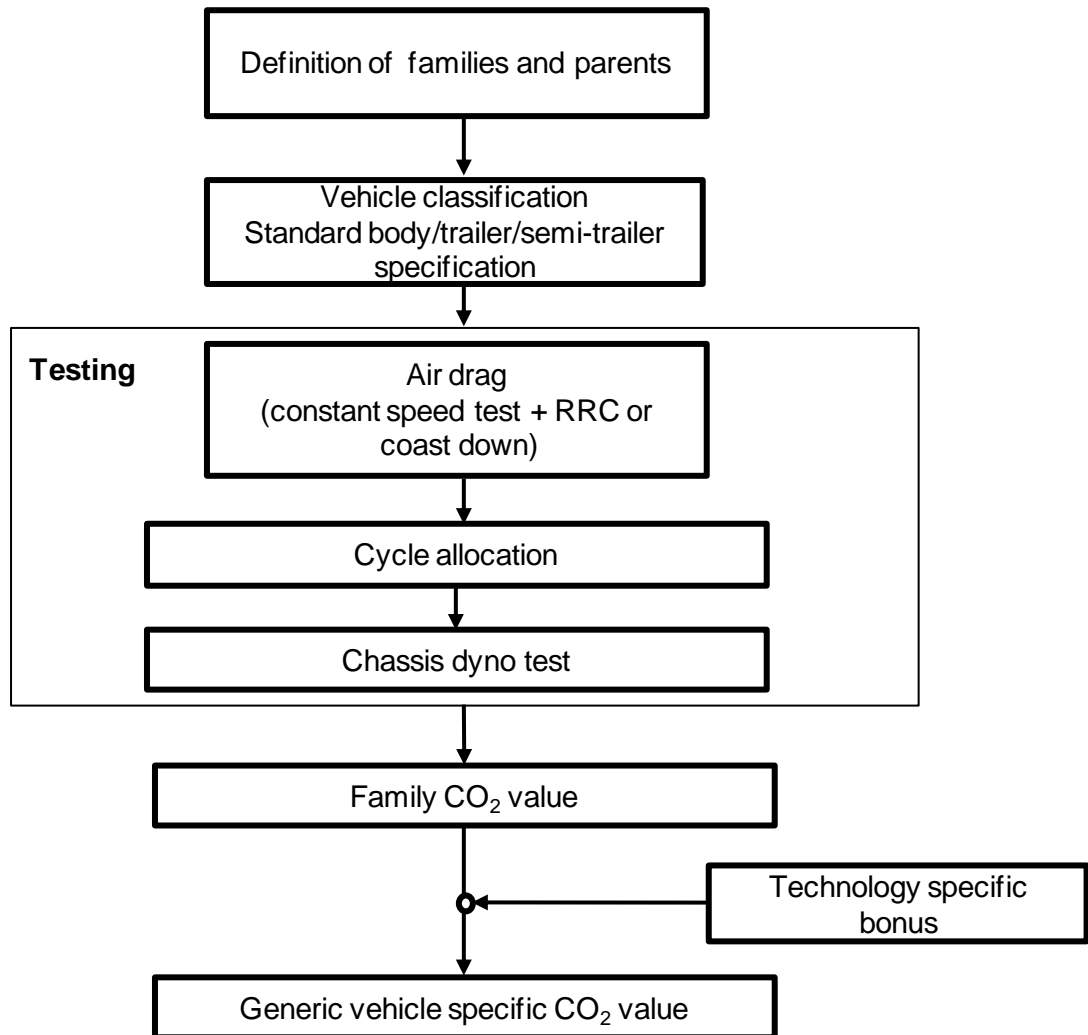 Definition of families and parents
Vehicle classification
Standard body/trailer/semi-trailer
specification
Testing
Air drag
(constant speed test + RRC or
coast down)
Cycle allocation
Chassis dyno test
Family CO₂ value
Technology specific
bonus
Generic vehicle specific CO₂ value